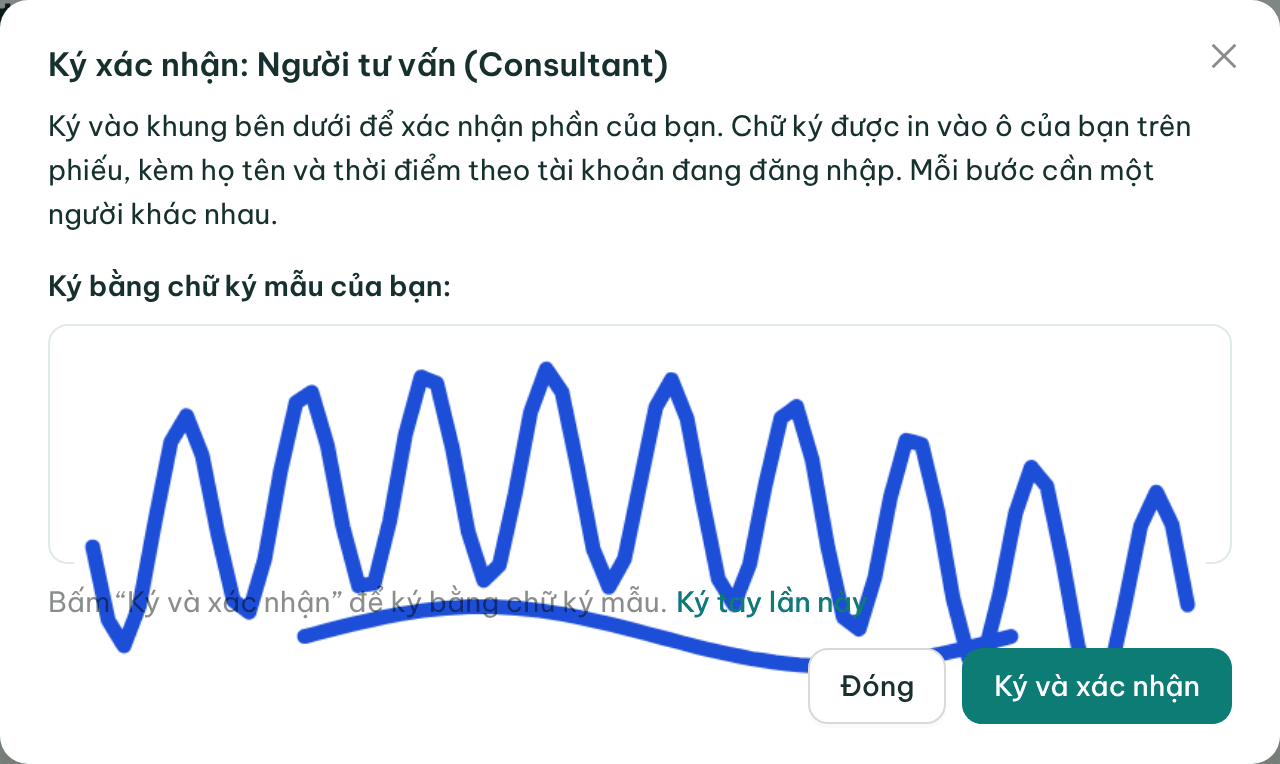 Ký xác nhận: Người tư vấn (Consultant)
Ký vào khung bên dưới để xác nhận phần của bạn. Chữ ký được in vào ô của bạn trên
phiếu, kèm họ tên và thời điểm theo tài khoản đang đăng nhập. Mỗi bước cần một
người khác nhau.
Ký bằng chữ ký mẫu của bạn:
Bấm “Ký và xác nhận” để ký bằng chữ ký mẫu. Ký tay lần này
Đóng
Ký và xác nhận